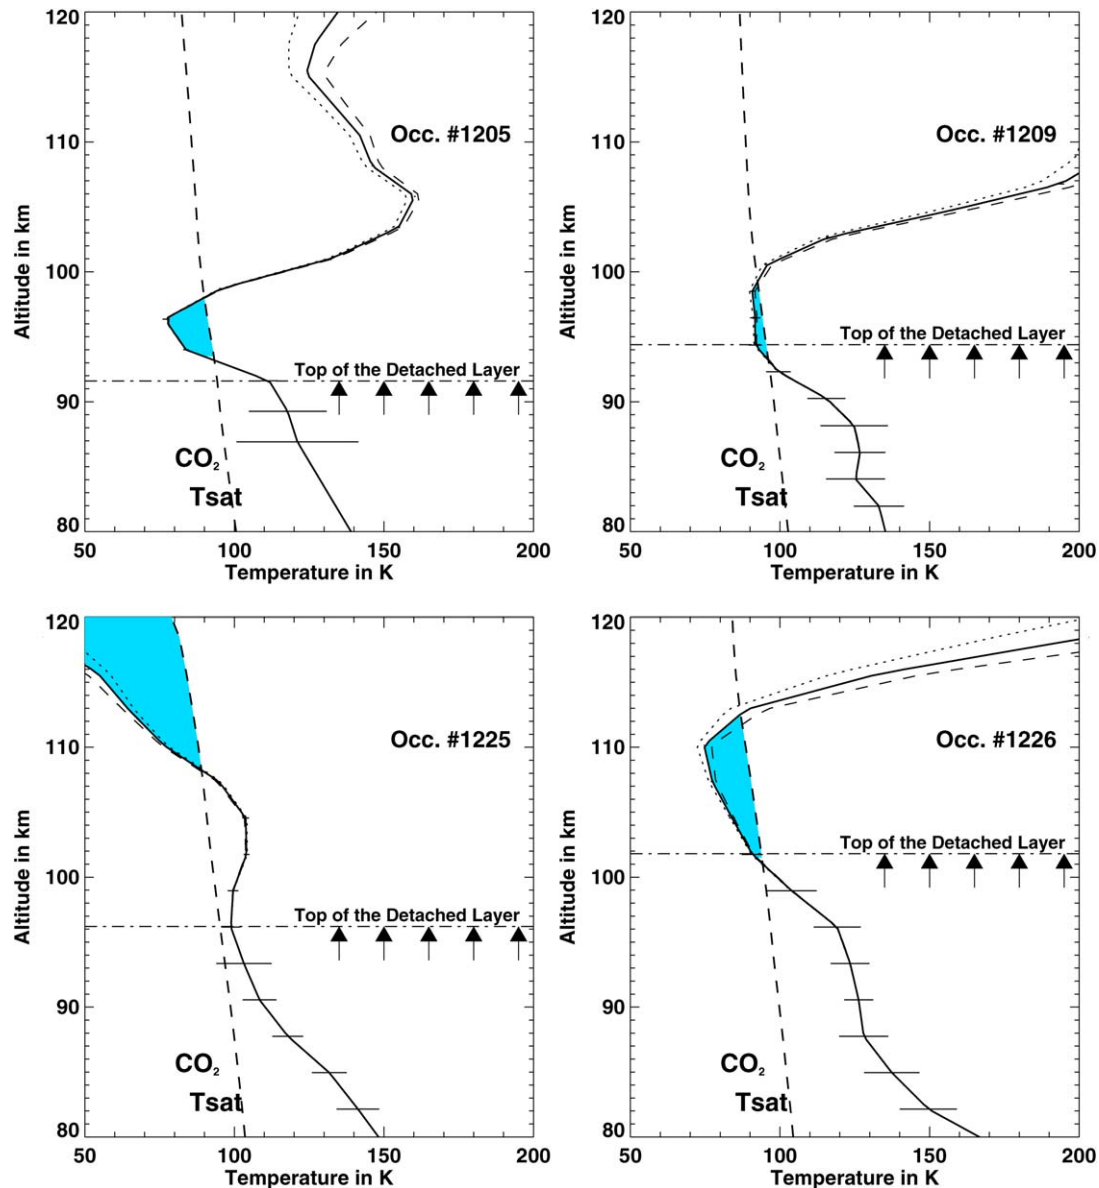 120
110
100
90
80
Altitude in km
Occ. #1205
Top of the Detached Layer
CO₂
Tsat
50 100 150 200
Temperature in K
120
110
100
90
80
Altitude in km
Occ. #1209
Top of the Detached Layer
CO₂
Tsat
50 100 150 200
Temperature in K
120
110
100
90
80
Altitude in km
Occ. #1225
Top of the Detached Layer
CO₂
Tsat
50 100 150 200
Temperature in K
120
110
100
90
80
Altitude in km
Occ. #1226
Top of the Detached Layer
CO₂
Tsat
50 100 150 200
Temperature in K